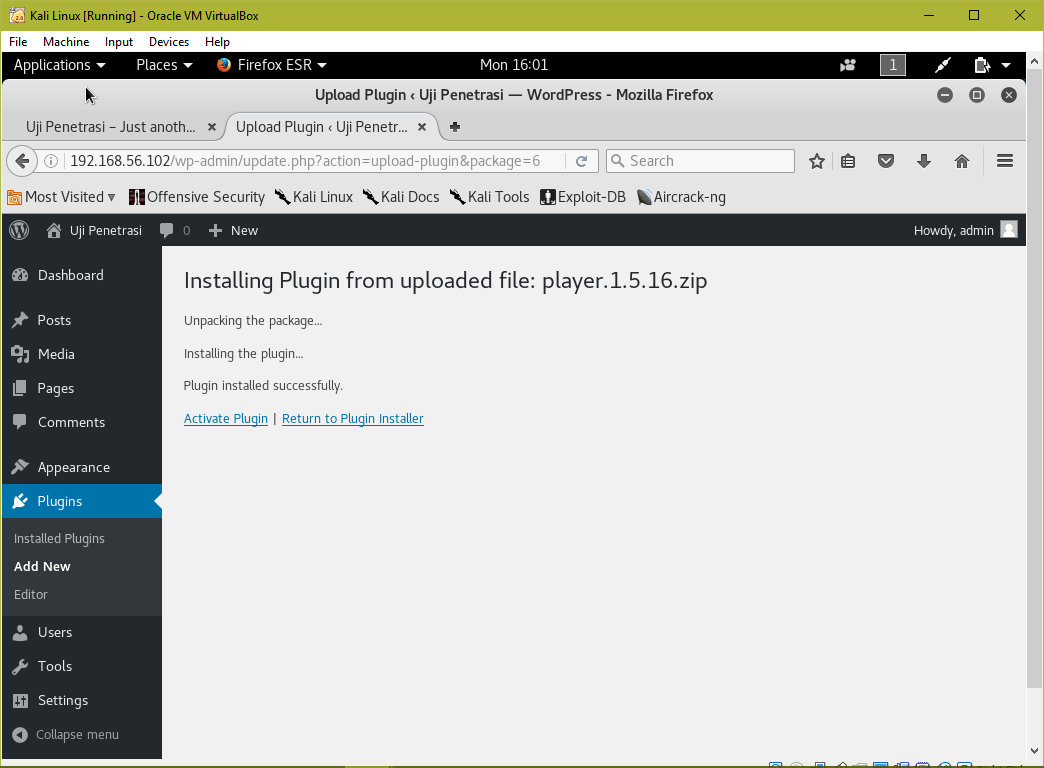 Kali Linux [Running] - Oracle VM VirtualBox
File Machine Input Devices Help
Applications Places Firefox ESR Mon 16:01 1
Upload Plugin ‹ Uji Penetrasi — WordPress - Mozilla Firefox
Uji Penetrasi – Just anoth... Upload Plugin ‹ Uji Penetr...
192.168.56.102/wp-admin/update.php?action=upload-plugin&package=6 Search
Most Visited Offensive Security Kali Linux Kali Docs Kali Tools Exploit-DB Aircrack-ng
Uji Penetrasi 0 New Howdy, admin
Dashboard
Posts
Media
Pages
Comments
Appearance
Plugins
Installed Plugins
Add New
Editor
Users
Tools
Settings
Collapse menu
Installing Plugin from uploaded file: player.1.5.16.zip
Unpacking the package…
Installing the plugin…
Plugin installed successfully.
Activate Plugin | Return to Plugin Installer